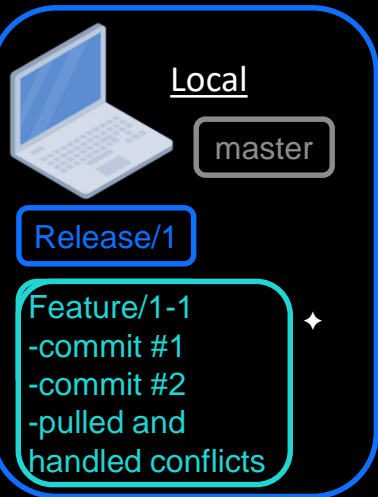 Local
master
Release/1
Feature/1-1
-commit #1
-commit #2
-pulled and
handled conflicts